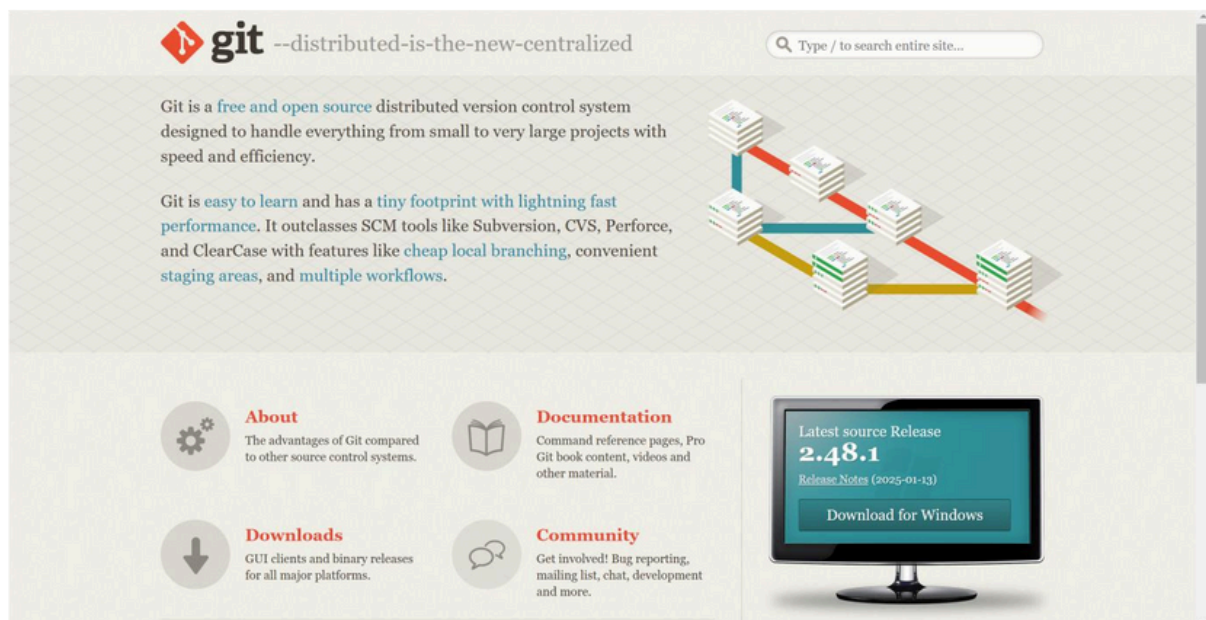 git --distributed-is-the-new-centralized
Type / to search entire site...
Git is a free and open source distributed version control system
designed to handle everything from small to very large projects with
speed and efficiency.
Git is easy to learn and has a tiny footprint with lightning fast
performance. It outclasses SCM tools like Subversion, CVS, Perforce,
and ClearCase with features like cheap local branching, convenient
staging areas, and multiple workflows.
About
The advantages of Git compared
to other source control systems.
Documentation
Command reference pages, Pro
Git book content, videos and
other material.
Downloads
GUI clients and binary releases
for all major platforms.
Community
Get involved! Bug reporting,
mailing list, chat, development
and more.
Latest source Release
2.48.1
Release Notes (2025-01-13)
Download for Windows